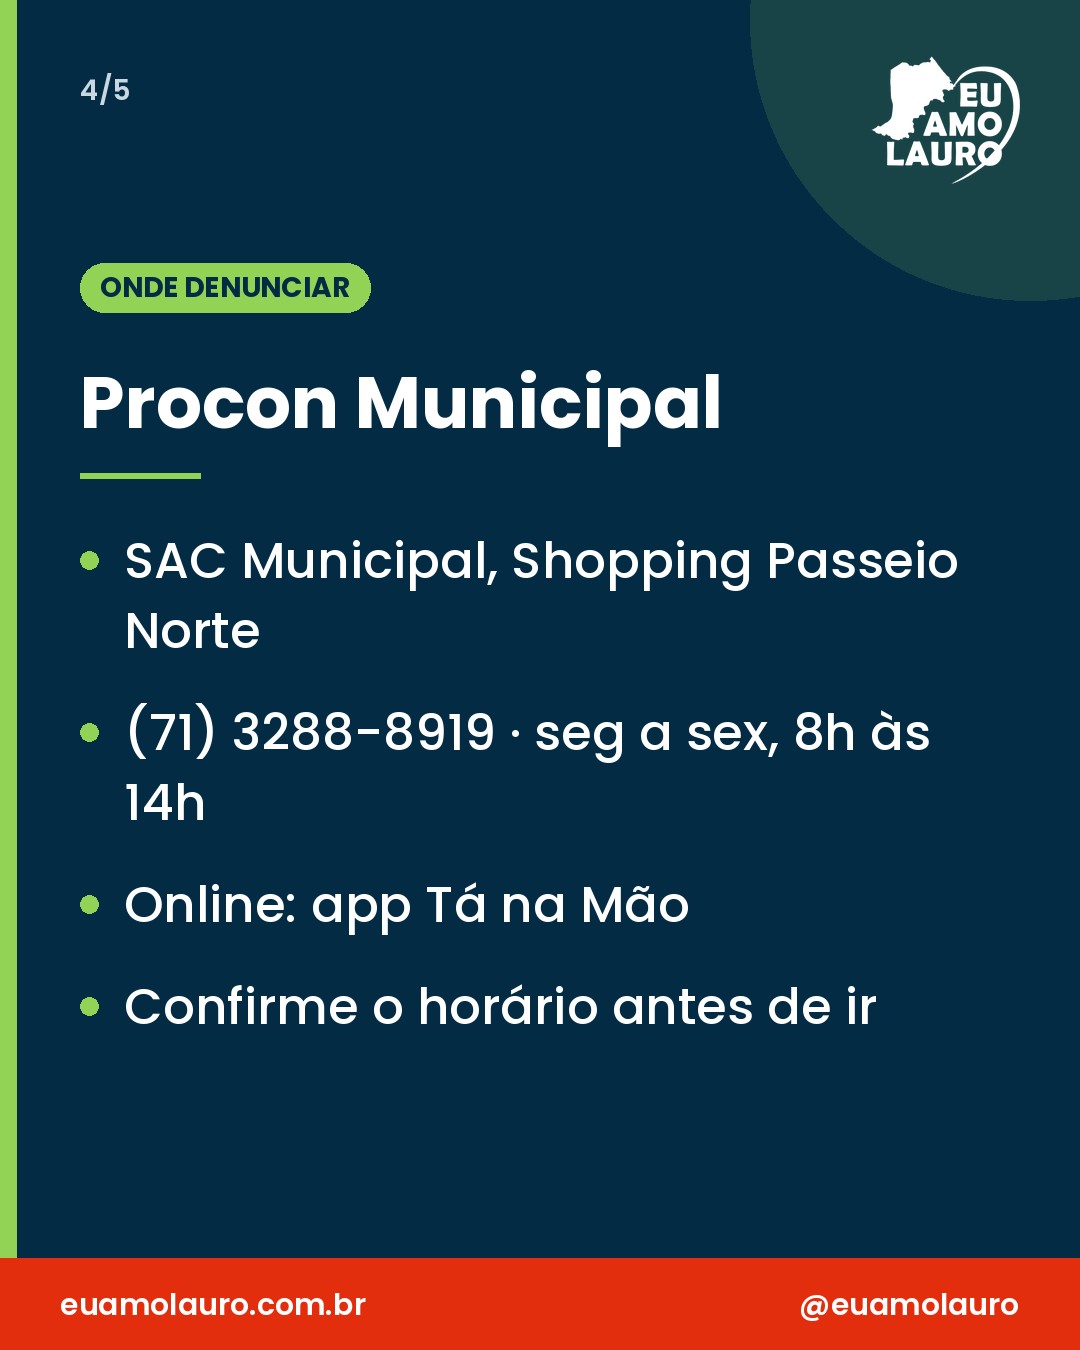 4/5
EU
AMO
LAURO
ONDE DENUNCIAR
Procon Municipal
SAC Municipal, Shopping Passeio
Norte
(71) 3288-8919 · seg a sex, 8h às
14h
Online: app Tá na Mão
Confirme o horário antes de ir
euamolauro.com.br
@euamolauro